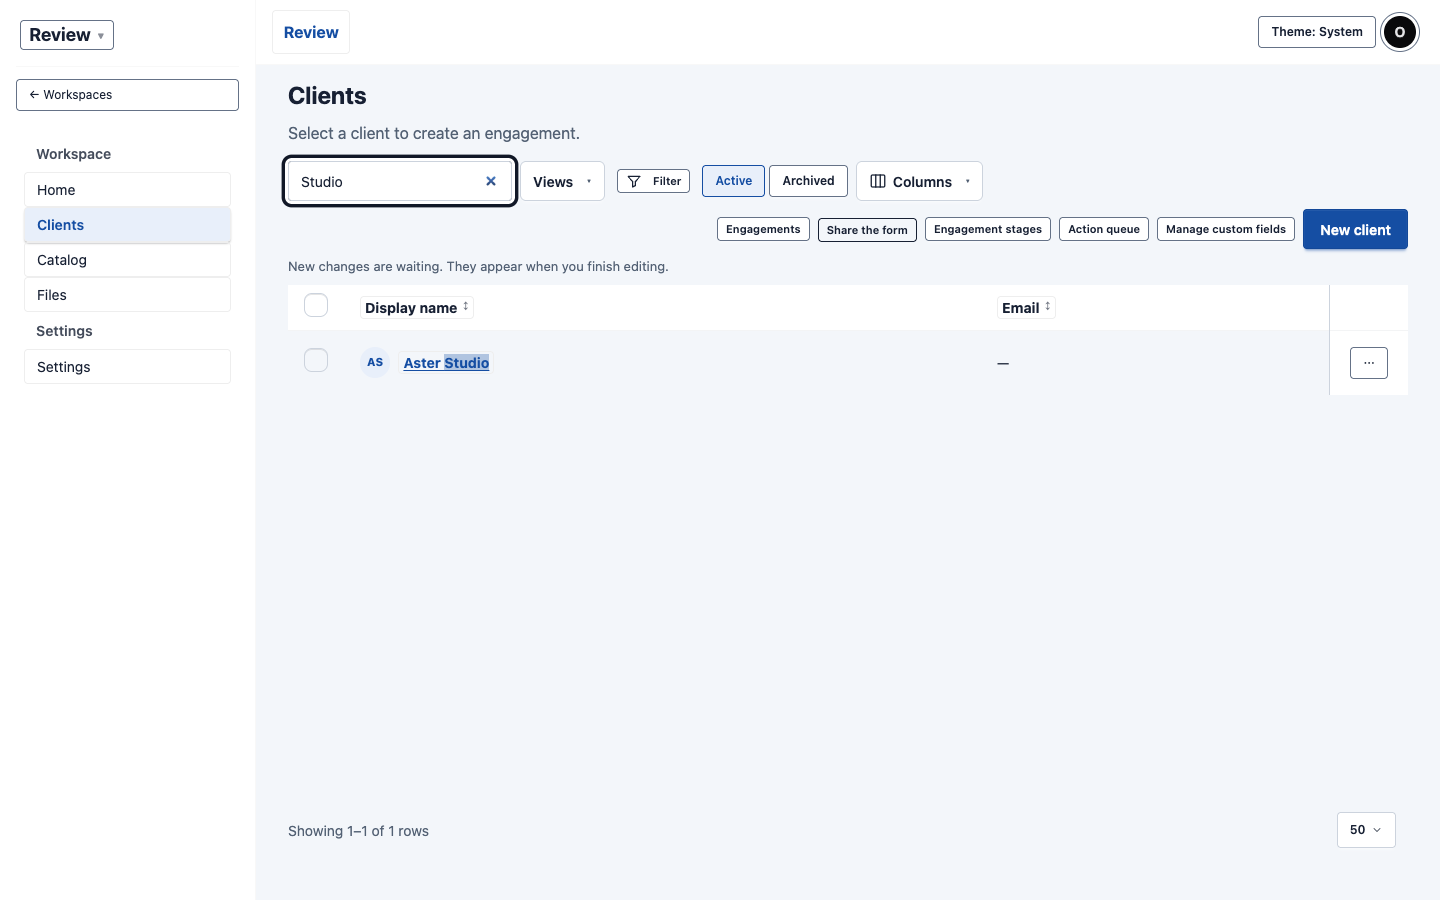 Review ▾
← Workspaces
Workspace
Home
Clients
Catalog
Files
Settings
Settings
Review
Theme: System
O
Clients
Select a client to create an engagement.
Studio ×
Views
Filter
Active
Archived
Columns
Engagements
Share the form
Engagement stages
Action queue
Manage custom fields
New client
New changes are waiting. They appear when you finish editing.
Display name ↕
Email ↕
AS
Aster Studio
—
...
Showing 1–1 of 1 rows
50